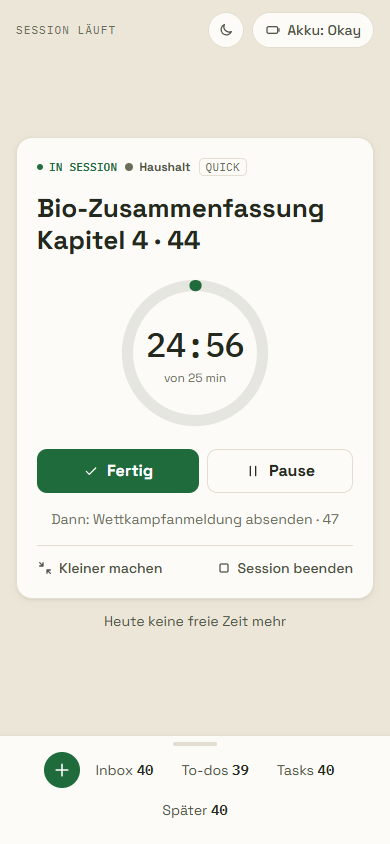 SESSION LÄUFT
Akku: Okay
IN SESSION Haushalt QUICK
Bio-Zusammenfassung
Kapitel 4 · 44
24:56
von 25 min
Fertig
Pause
Dann: Wettkampfanmeldung absenden · 47
Kleiner machen
Session beenden
Heute keine freie Zeit mehr
Inbox 40
To-dos 39
Tasks 40
Später 40